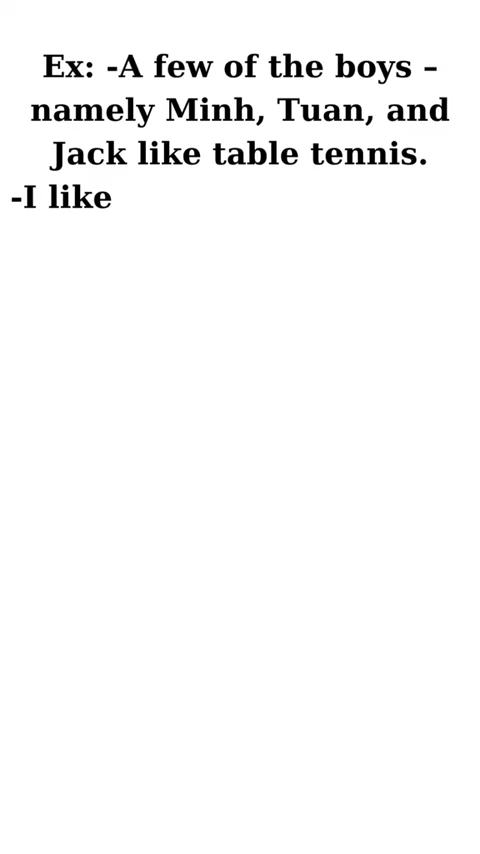 Ex: -A few of the boys –
namely Minh, Tuan, and
Jack like table tennis.
-I like